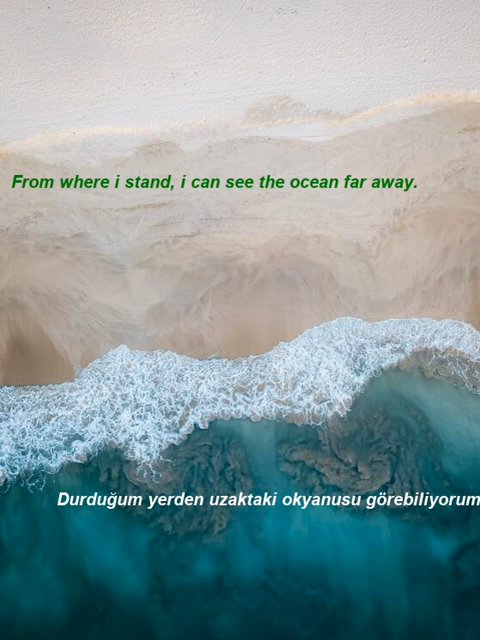 From where i stand, i can see the ocean far away.
Durduğum yerden uzaktaki okyanusu görebiliyorum